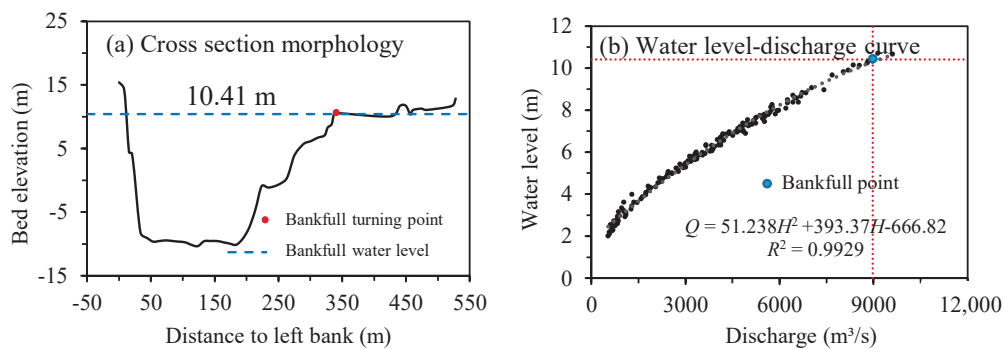 (a) Cross section morphology
10.41 m
Bankfull turning point
Bankfull water level
Bed elevation (m)
15
5
-5
-15
-50
50
150
250
350
450
550
Distance to left bank (m)
(b) Water level-discharge curve
Bankfull point
Q = 51.238H² +393.37H-666.82
R² = 0.9929
Water level (m)
12
10
8
6
4
2
0
0
3000
6000
9000
12,000
Discharge (m³/s)